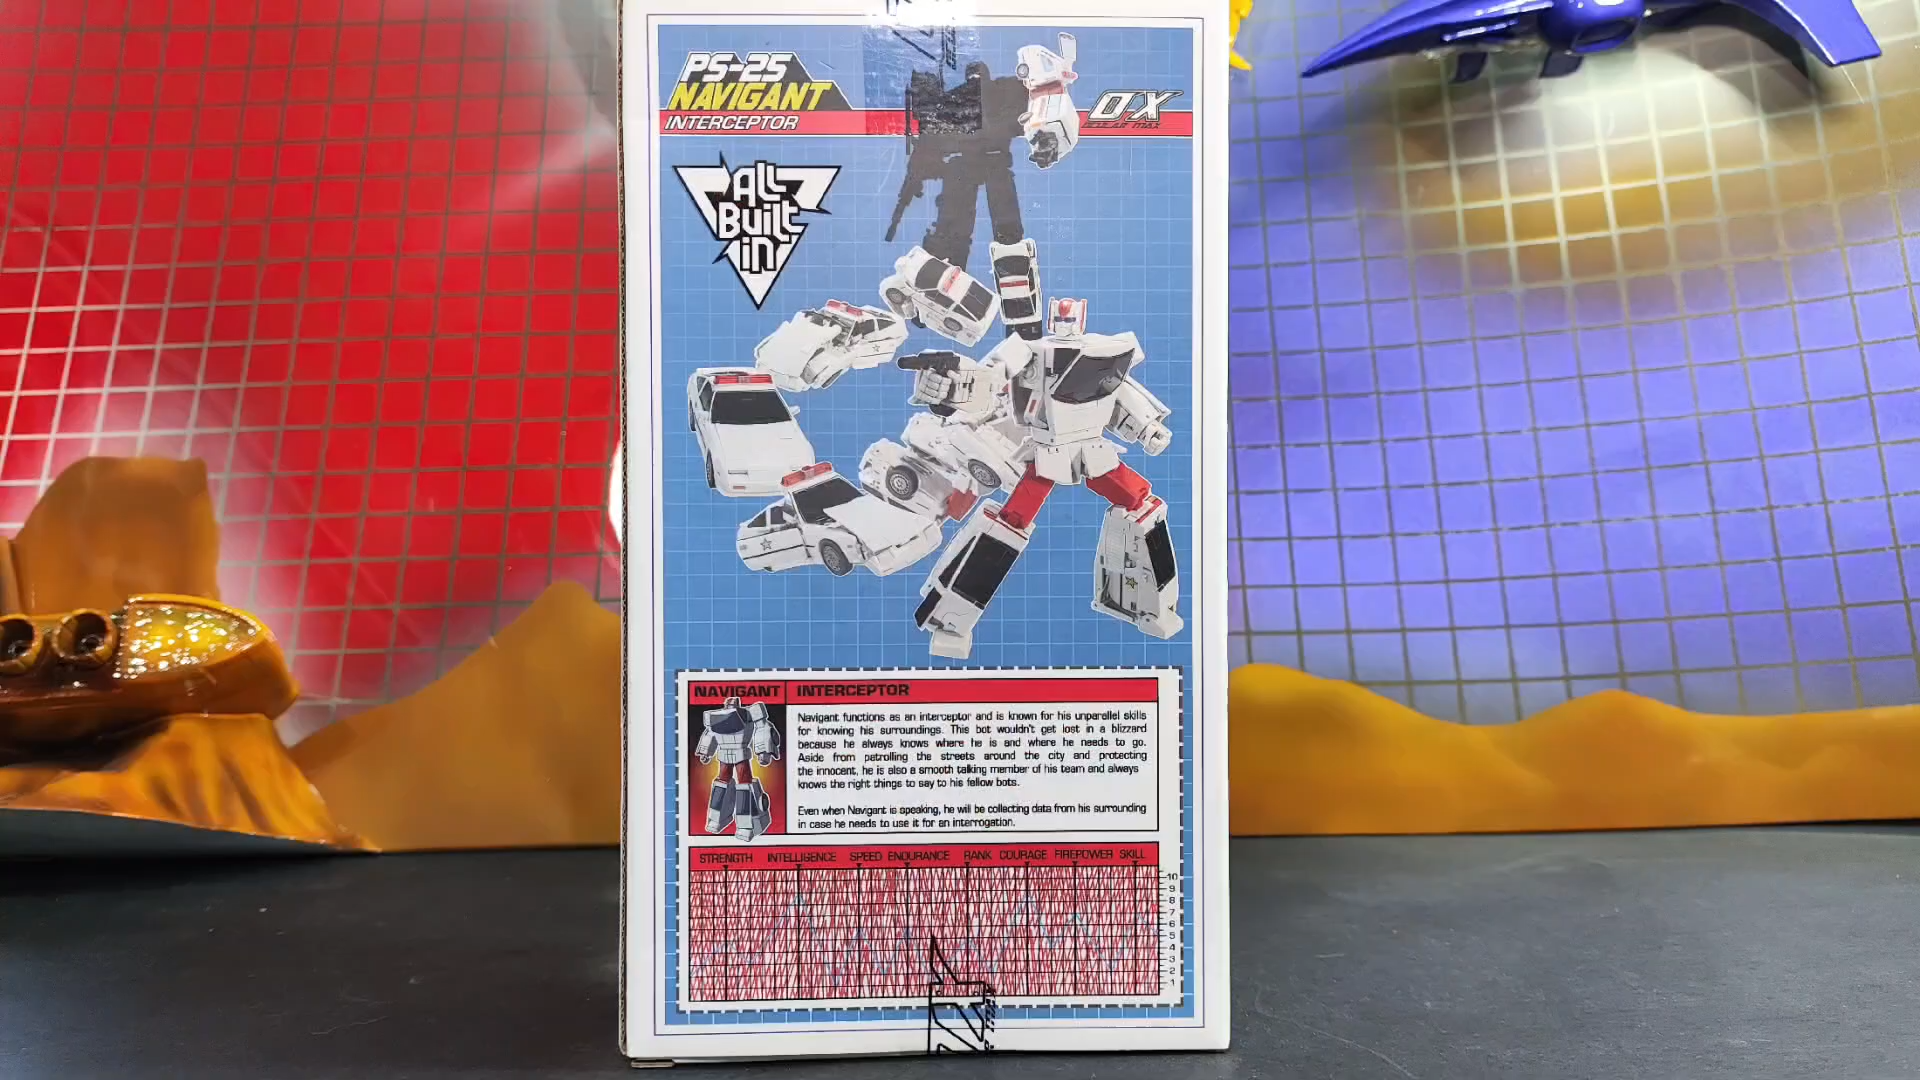 PS-25
NAVIGANT
INTERCEPTOR
O·X
ALL
Built
in
NAVIGANT
INTERCEPTOR
Navigant functions as an interceptor and is known for his unparallel skills
for knowing his surroundings. This bot wouldn't get lost in a blizzard
because he always knows where he is and where he needs to go.
Aside from patrolling the streets around the city and protecting
the innocent, he is also a smooth talking member of his team and always
knows the right things to say to his fellow bots.
Even when Navigant is speaking, he will be collecting data from his surrounding
in case he needs to use it for an interrogation.
STRENGTH INTELLIGENCE SPEED ENDURANCE RANK COURAGE FIREPOWER SKILL
10
9
8
7
6
5
4
3
2
1